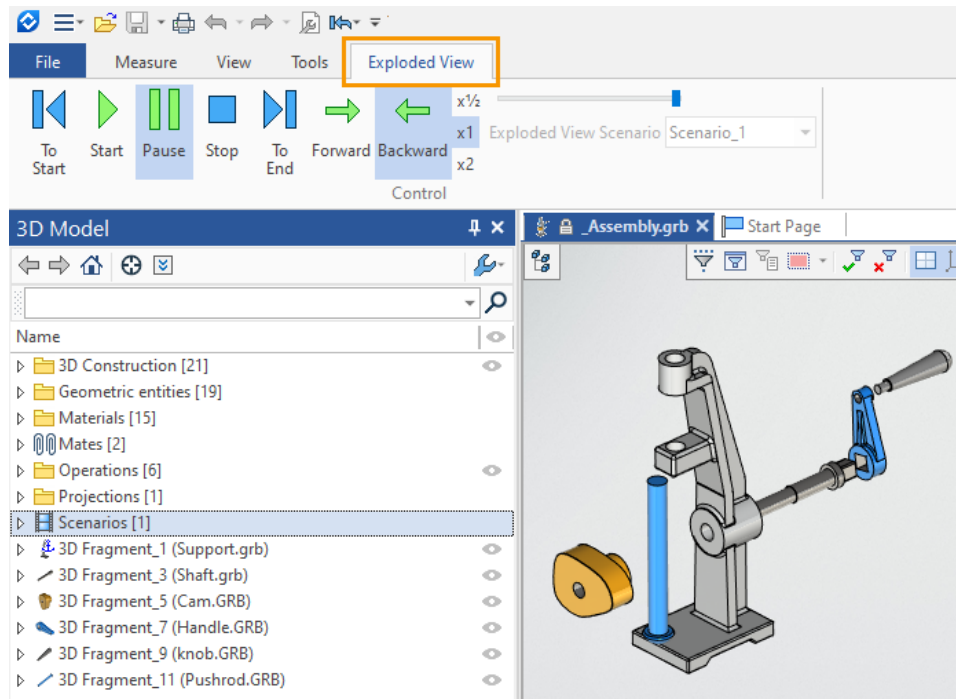 File Measure View Tools Exploded View
x½
x1 Exploded View Scenario Scenario_1
x2
To Start
Start
Pause
Stop
To End
Forward
Backward
Control
3D Model
_Assembly.grb
Start Page
Name
3D Construction [21]
Geometric entities [19]
Materials [15]
Mates [2]
Operations [6]
Projections [1]
Scenarios [1]
3D Fragment_1 (Support.grb)
3D Fragment_3 (Shaft.grb)
3D Fragment_5 (Cam.GRB)
3D Fragment_7 (Handle.GRB)
3D Fragment_9 (knob.GRB)
3D Fragment_11 (Pushrod.GRB)